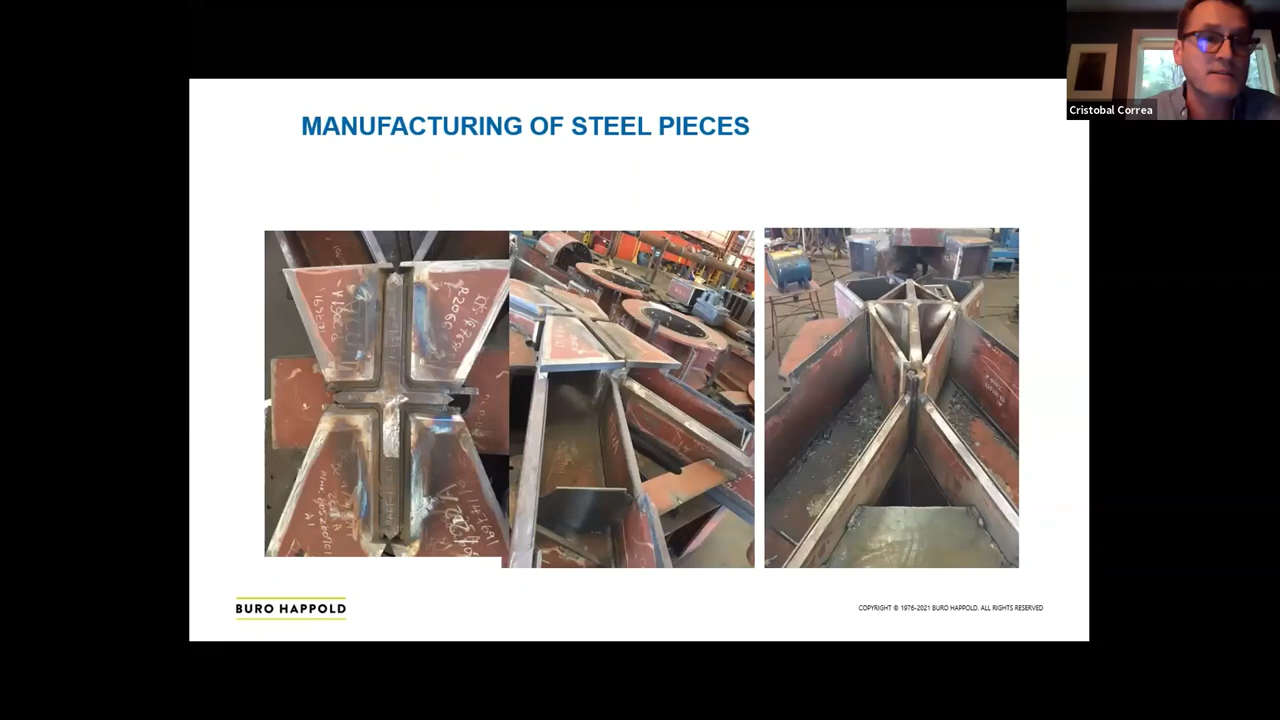 Cristobal Correa
MANUFACTURING OF STEEL PIECES
BURO HAPPOLD
COPYRIGHT © 1976-2021 BURO HAPPOLD. ALL RIGHTS RESERVED